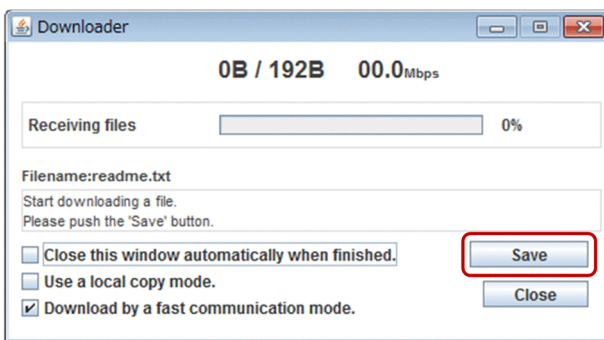 Downloader
0B / 192B 00.0Mbps
Receiving files 0%
Filename:readme.txt
Start downloading a file.
Please push the 'Save' button.
Close this window automatically when finished. Save
Use a local copy mode.
Close
Download by a fast communication mode.